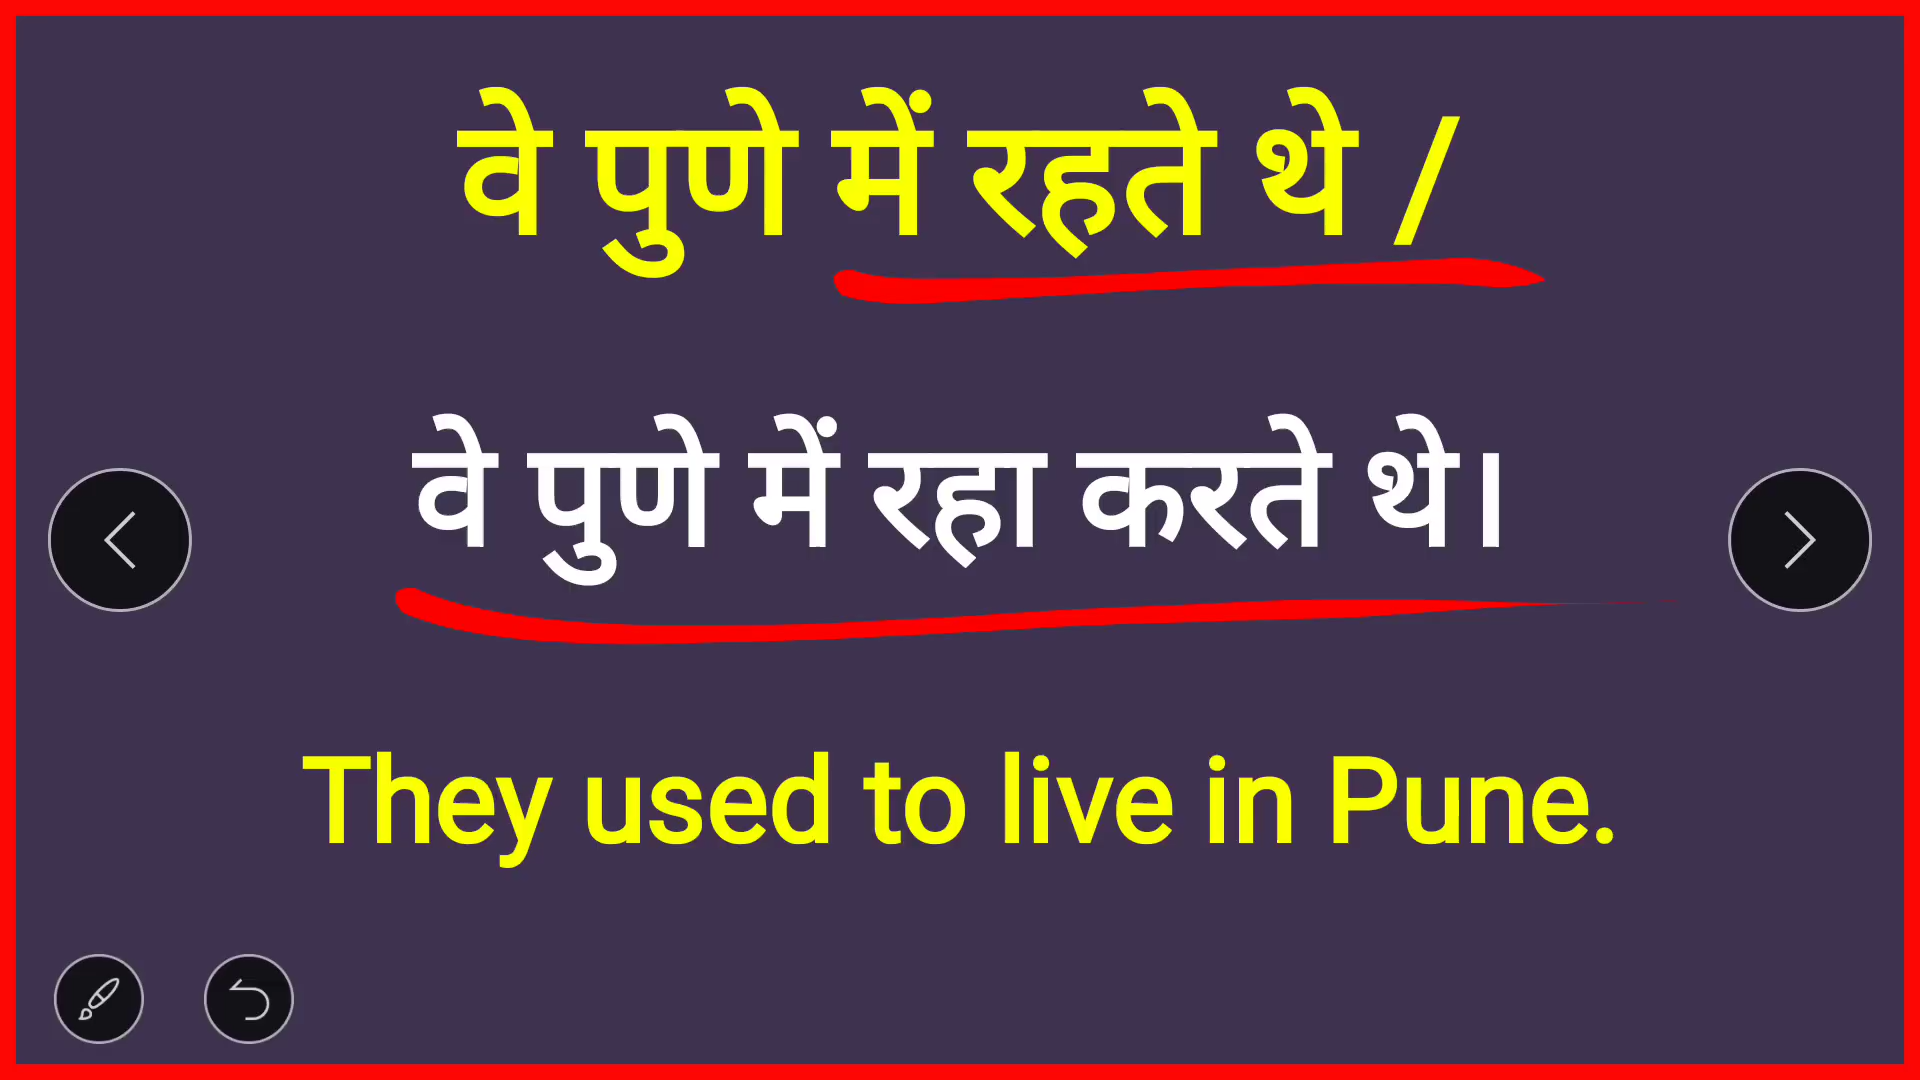 वे पुणे में रहते थे /
वे पुणे में रहा करते थे।
They used to live in Pune.